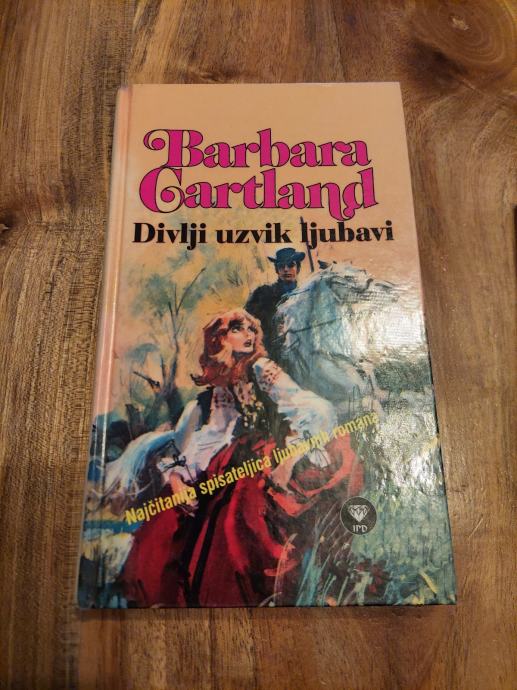 Barbara
Cartland
Divlji uzvik ljubavi
Najčitanija spisateljica ljubavnih romana
IPD